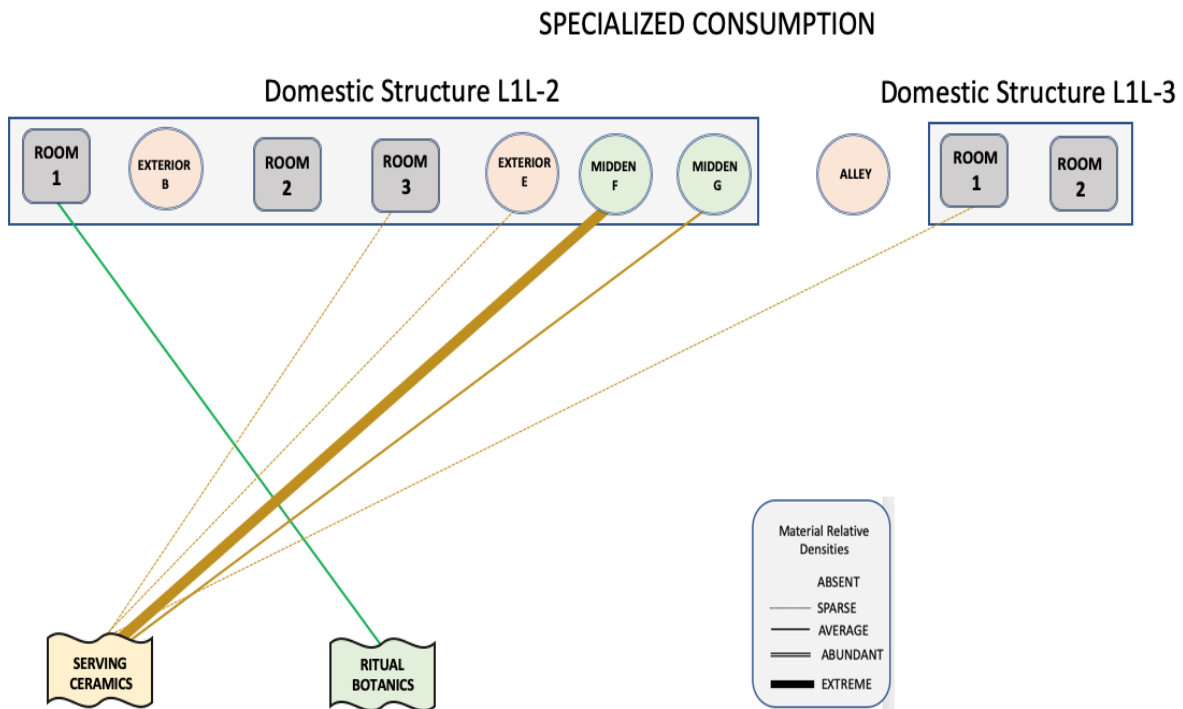 SPECIALIZED CONSUMPTION
Domestic Structure L1L-2
Domestic Structure L1L-3
ROOM
1
EXTERIOR
B
ROOM
2
ROOM
3
EXTERIOR
E
MIDDEN
F
MIDDEN
G
ALLEY
ROOM
1
ROOM
2
Material Relative
Densities
ABSENT
SPARSE
AVERAGE
ABUNDANT
EXTREME
SERVING
CERAMICS
RITUAL
BOTANICS